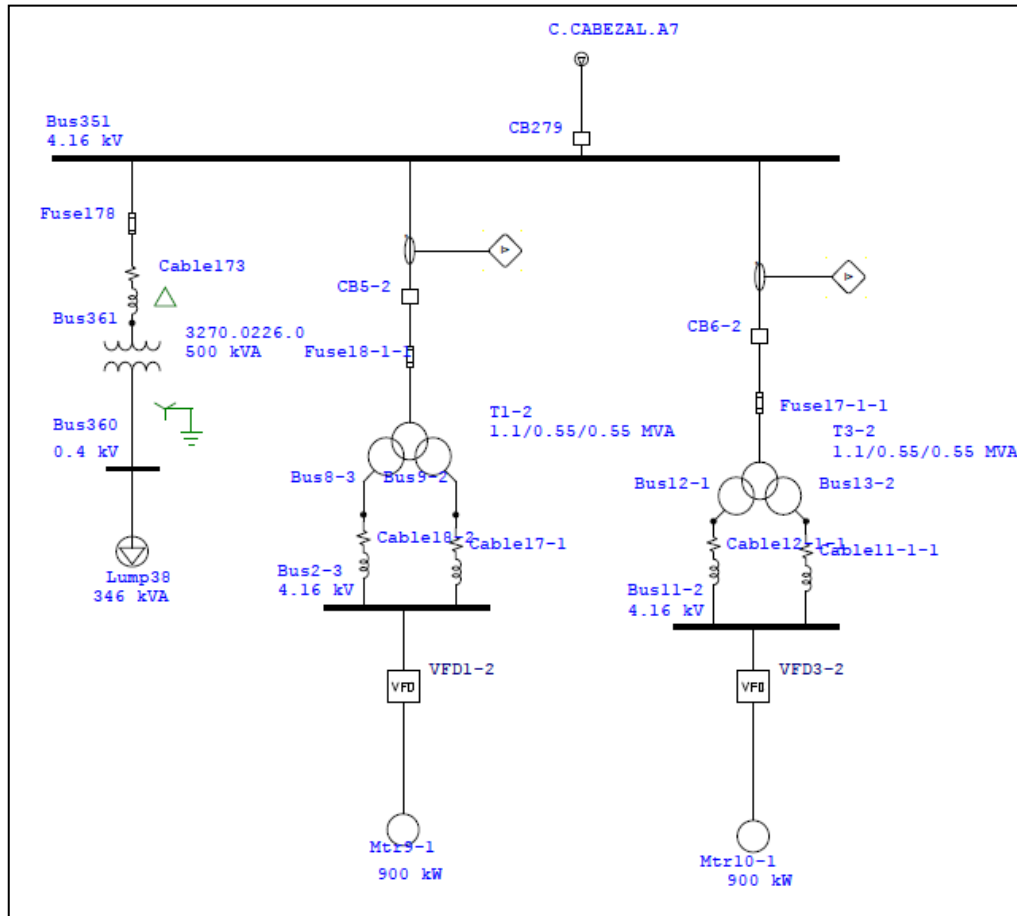 C.CABEZAL.A7
CB279
Bus351
4.16 kV
Fuse178
Cable173
Bus361
3270.0226.0
500 kVA
Bus360
0.4 kV
Lump38
346 kVA
CB5-2
Fuse18-1-1
T1-2
1.1/0.55/0.55 MVA
Bus8-3
Bus9-2
Cable18-2
Cable17-1
Bus2-3
4.16 kV
VFD1-2
VFD
Mtr9-1
900 kW
CB6-2
Fuse17-1-1
T3-2
1.1/0.55/0.55 MVA
Bus12-1
Bus13-2
Cable12-1-1
Cable11-1-1
Bus11-2
4.16 kV
VFD3-2
VFD
Mtr10-1
900 kW